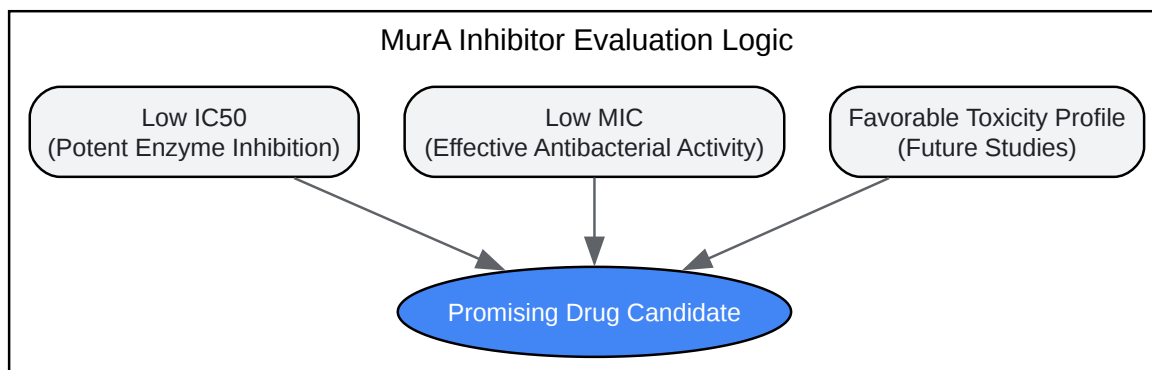 MurA Inhibitor Evaluation Logic
Low IC50
(Potent Enzyme Inhibition)
Low MIC
(Effective Antibacterial Activity)
Favorable Toxicity Profile
(Future Studies)
Promising Drug Candidate